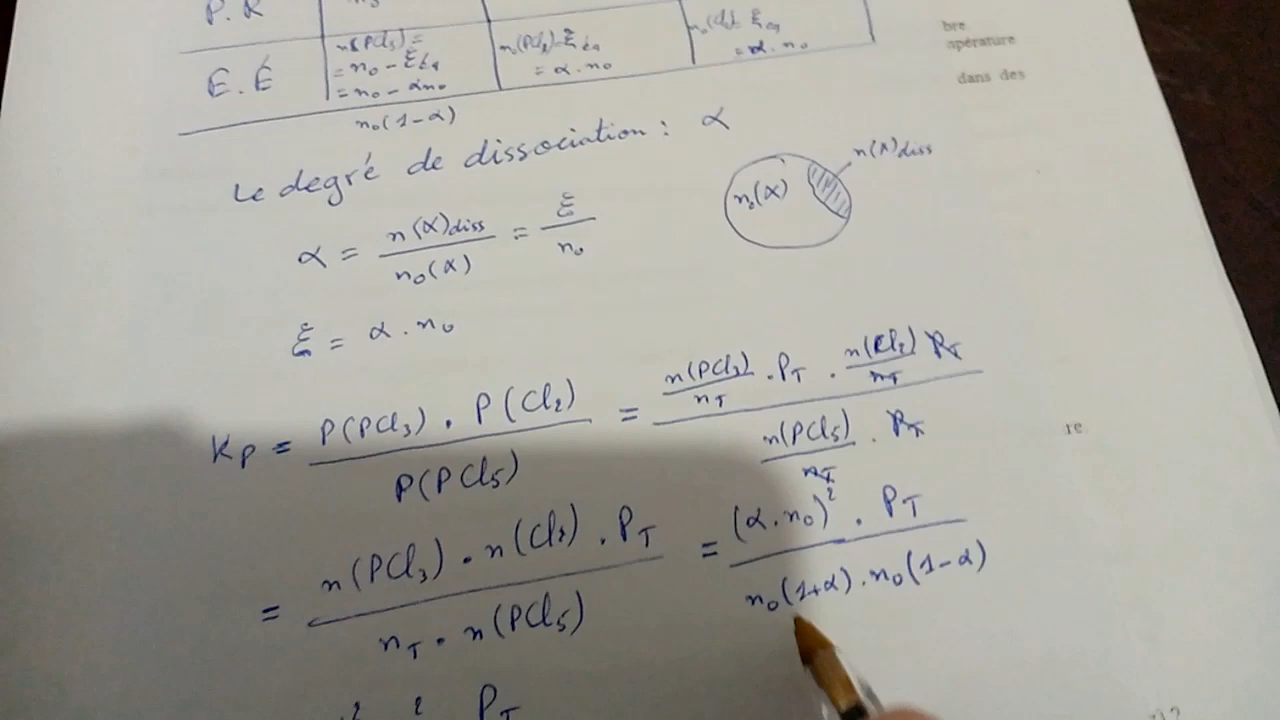 P.R
E.É
n(PCl₅) =
= n₀ - ξéq
= n₀ - αn₀
n₀(1-α)
n₀(PCl₃)=ξéq
= α.n₀
ξéq
= α.n₀
bre
opérature
dans des
Le degré de dissociation : α
n₀(α)
n(α)diss
α = n(α)diss / n₀(α) = ξ / n₀
ξ = α . n₀
Kp = P(PCl₃) . P(Cl₂) / P(PCl₅) = n(PCl₃)/nT . PT . n(Cl₂)/nT PT / n(PCl₅)/nT . PT
re
= n(PCl₃) . n(Cl₂) . PT / nT . n(PCl₅) = (α.n₀)² . PT / n₀(1+α) . n₀(1-α)
PT